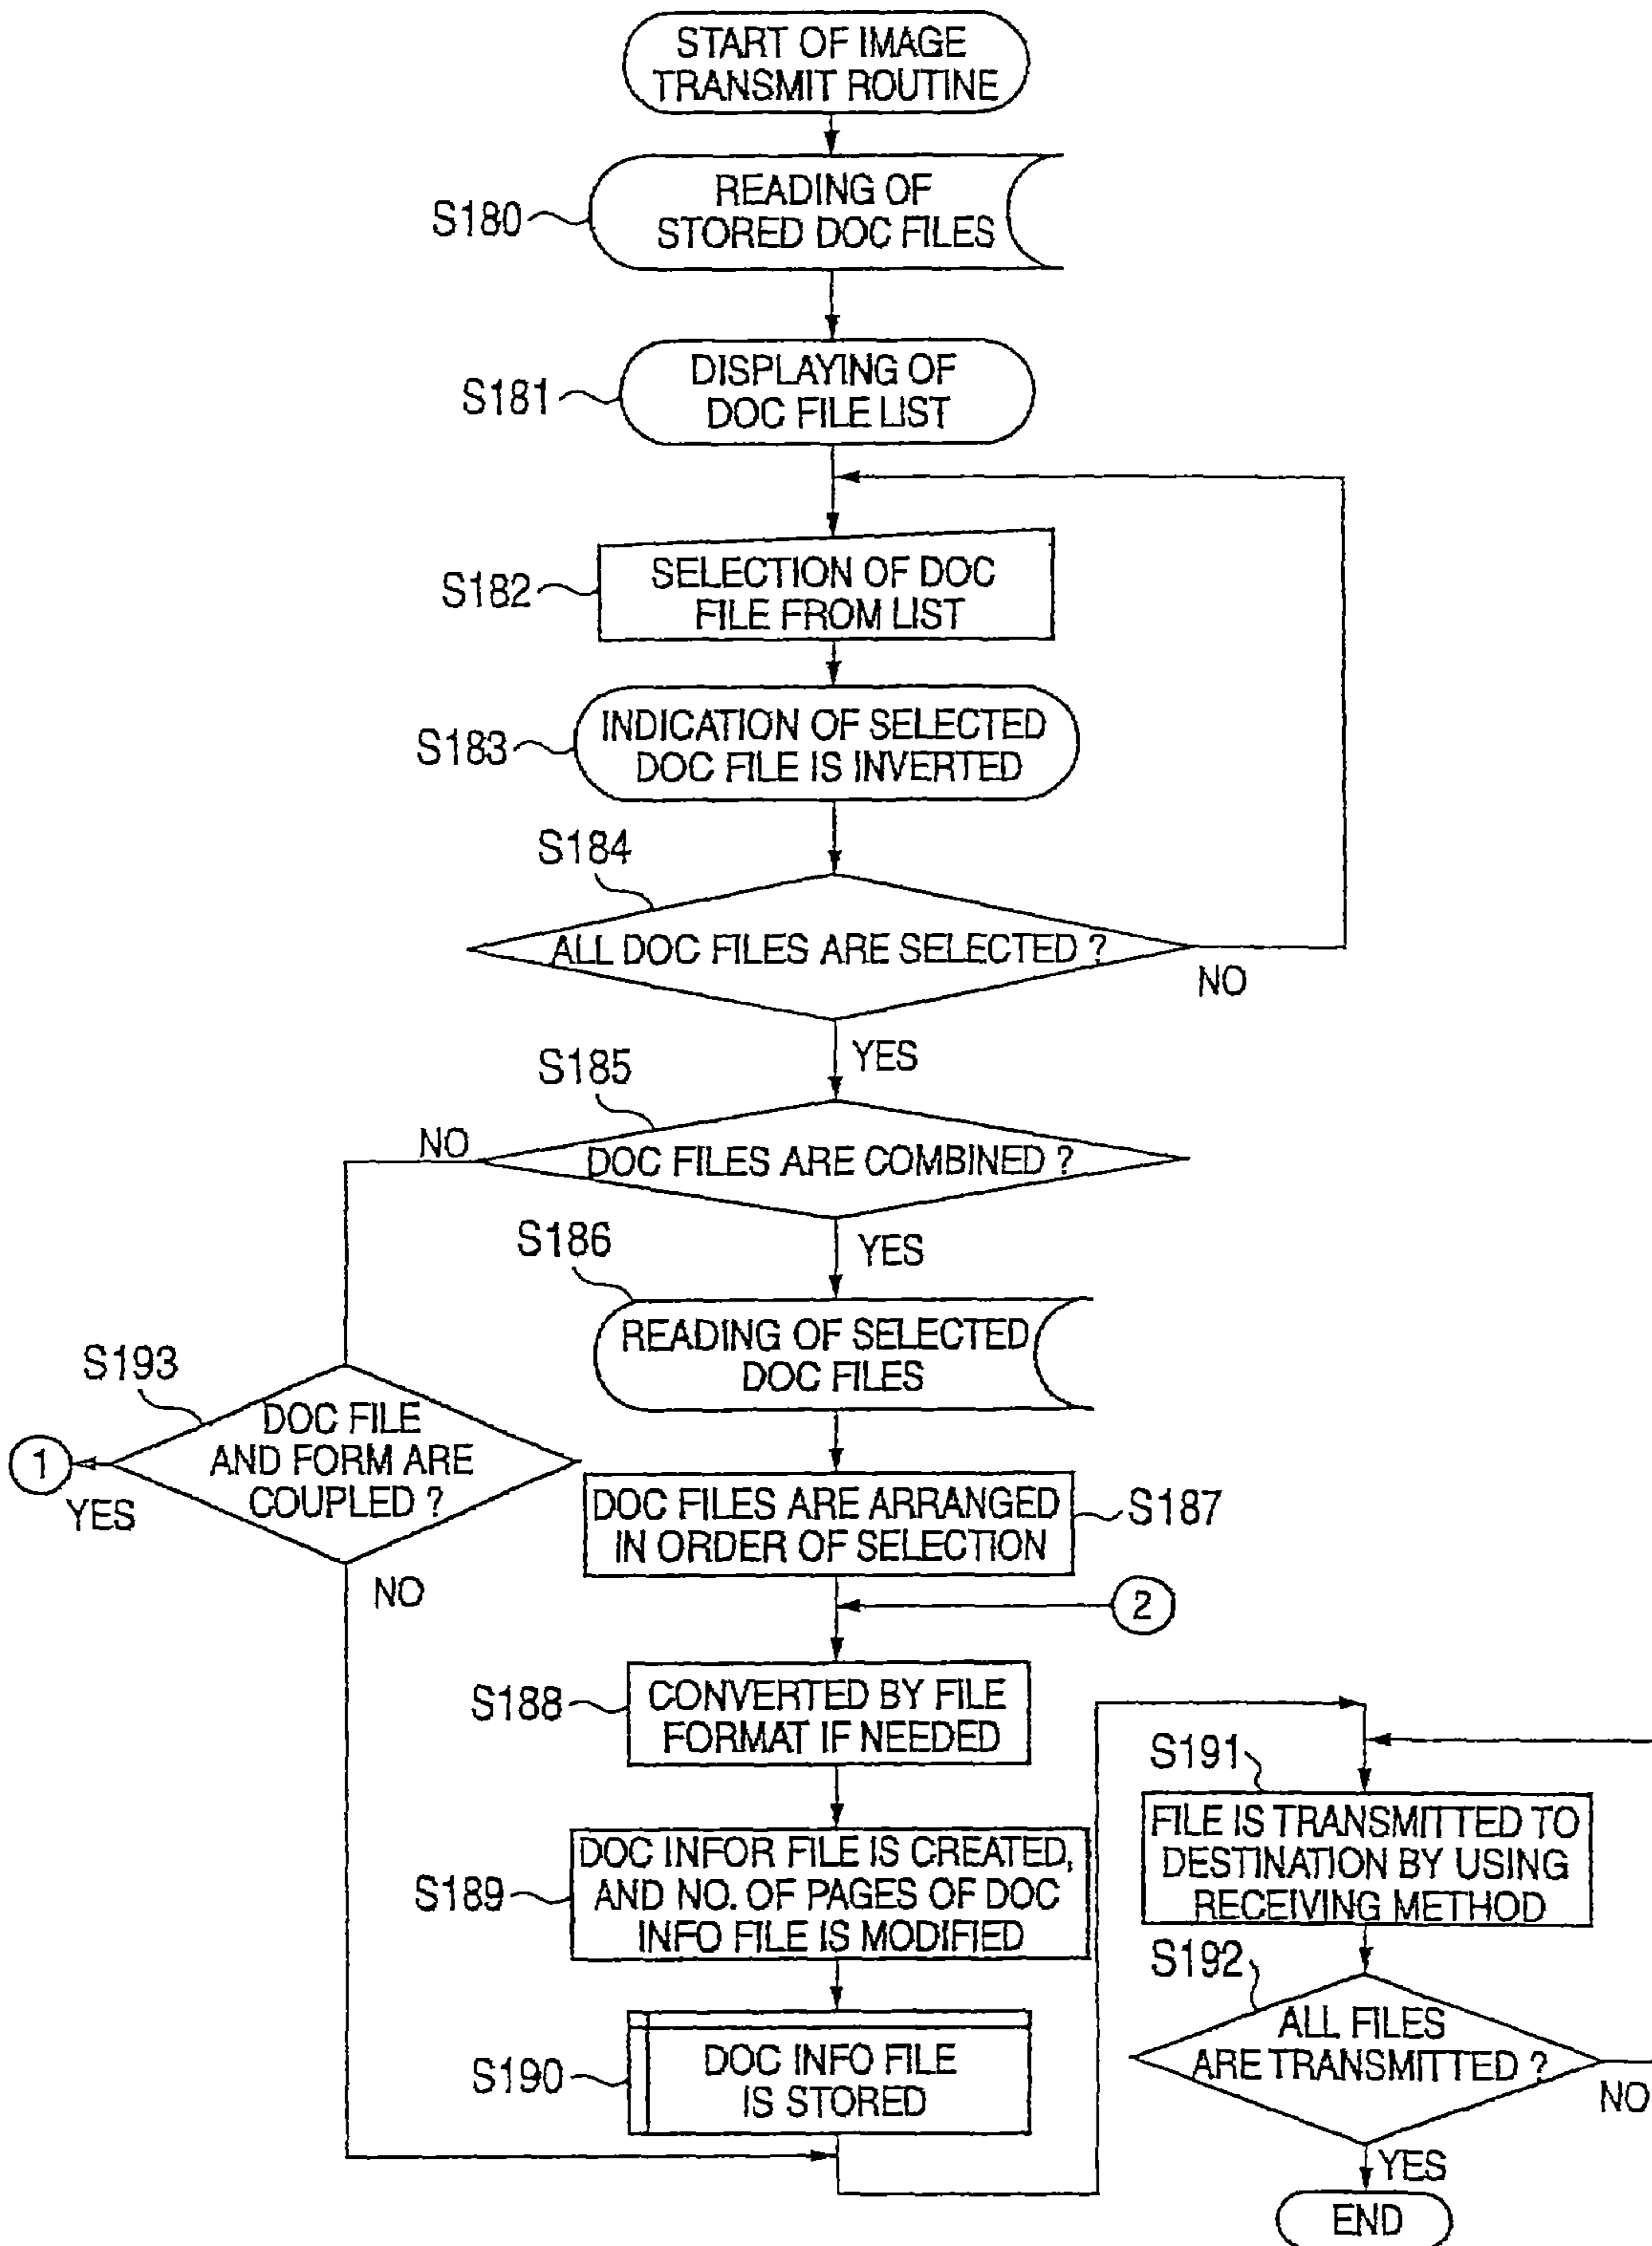 START OF IMAGE
TRANSMIT ROUTINE
S180
READING OF
STORED DOC FILES
S181
DISPLAYING OF
DOC FILE LIST
S182
SELECTION OF DOC
FILE FROM LIST
S183
INDICATION OF SELECTED
DOC FILE IS INVERTED
S184
ALL DOC FILES ARE SELECTED ?
NO
YES
S185
NO
DOC FILES ARE COMBINED ?
YES
S186
READING OF SELECTED
DOC FILES
S193
DOC FILE
AND FORM ARE
COUPLED ?
1
YES
NO
DOC FILES ARE ARRANGED
IN ORDER OF SELECTION
S187
2
S188
CONVERTED BY FILE
FORMAT IF NEEDED
S189
DOC INFOR FILE IS CREATED,
AND NO. OF PAGES OF DOC
INFO FILE IS MODIFIED
S190
DOC INFO FILE
IS STORED
S191
FILE IS TRANSMITTED TO
DESTINATION BY USING
RECEIVING METHOD
S192
ALL FILES
ARE TRANSMITTED ?
NO
YES
END